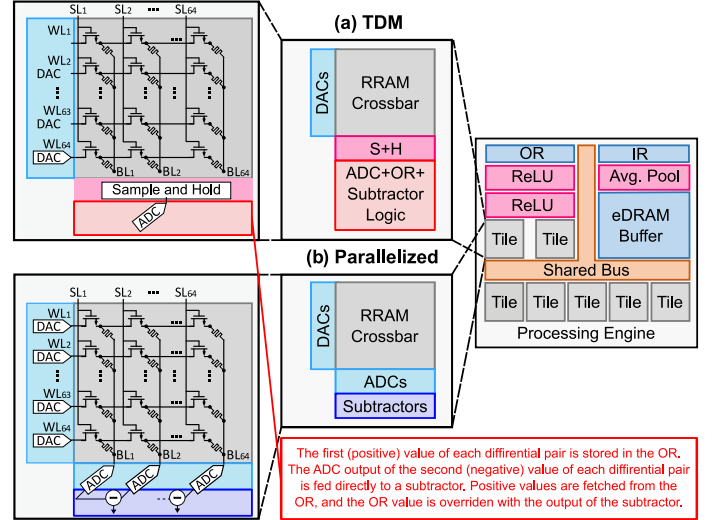 (a) TDM
SL1 SL2 ... SL64
WL1
WL2
DAC
WL63
DAC
WL64
DAC
BL1 BL2 BL64
Sample and Hold
ADC
DACs
RRAM
Crossbar
S+H
ADC+OR+
Subtractor
Logic
(b) Parallelized
SL1 SL2 ... SL64
WL1
DAC
WL2
DAC
WL63
DAC
WL64
DAC
BL1 BL2 BL64
ADC ADC ADC
DACs
RRAM
Crossbar
ADCs
Subtractors
OR IR
ReLU Avg. Pool
ReLU
eDRAM
Buffer
Tile Tile
Shared Bus
Tile Tile Tile Tile Tile
Processing Engine
The first (positive) value of each differential pair is stored in the OR.
The ADC output of the second (negative) value of each differential pair
is fed directly to a subtractor. Positive values are fetched from the
OR, and the OR value is overriden with the output of the subtractor.